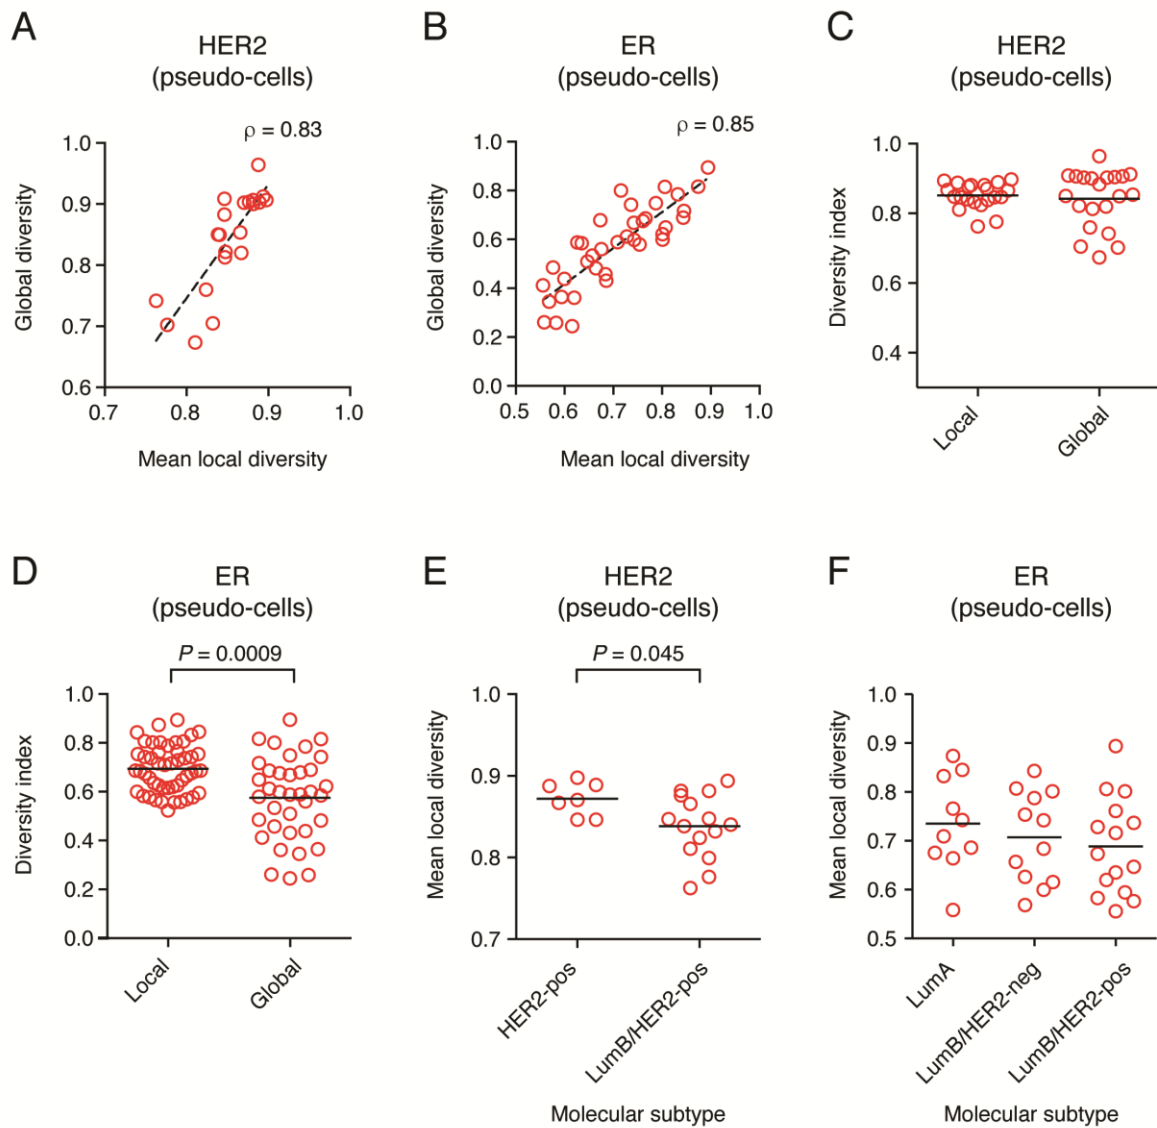 A
HER2
(pseudo-cells)
ρ = 0.83
Global diversity
1.0
0.9
0.8
0.7
0.6
0.7
0.8
0.9
1.0
Mean local diversity
B
ER
(pseudo-cells)
ρ = 0.85
Global diversity
1.0
0.8
0.6
0.4
0.2
0.0
0.5
0.6
0.7
0.8
0.9
1.0
Mean local diversity
C
HER2
(pseudo-cells)
Diversity index
1.0
0.8
0.6
0.4
Local
Global
D
ER
(pseudo-cells)
P = 0.0009
Diversity index
1.0
0.8
0.6
0.4
0.2
0.0
Local
Global
E
HER2
(pseudo-cells)
P = 0.045
Mean local diversity
1.0
0.9
0.8
0.7
HER2-pos
LumB/HER2-pos
Molecular subtype
F
ER
(pseudo-cells)
Mean local diversity
1.0
0.9
0.8
0.7
0.6
0.5
LumA
LumB/HER2-neg
LumB/HER2-pos
Molecular subtype